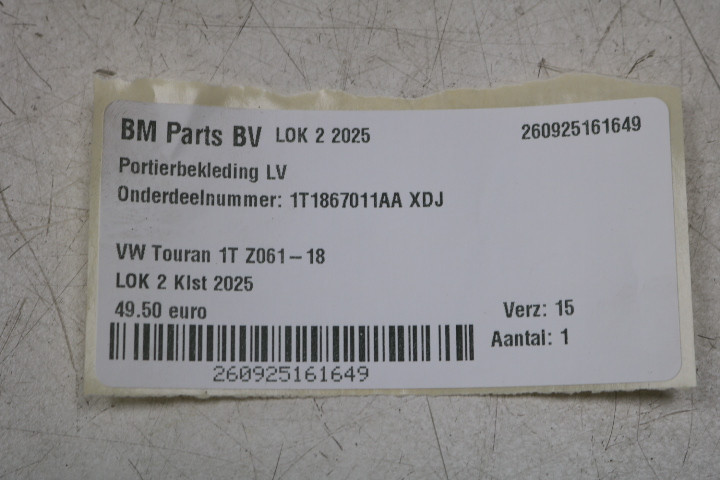 BM Parts BV LOK 2 2025 260925161649
Portierbekleding LV
Onderdeelnummer: 1T1867011AA XDJ
VW Touran 1T Z061-18
LOK 2 Klst 2025
49.50 euro Verz: 15
Aantal: 1
260925161649